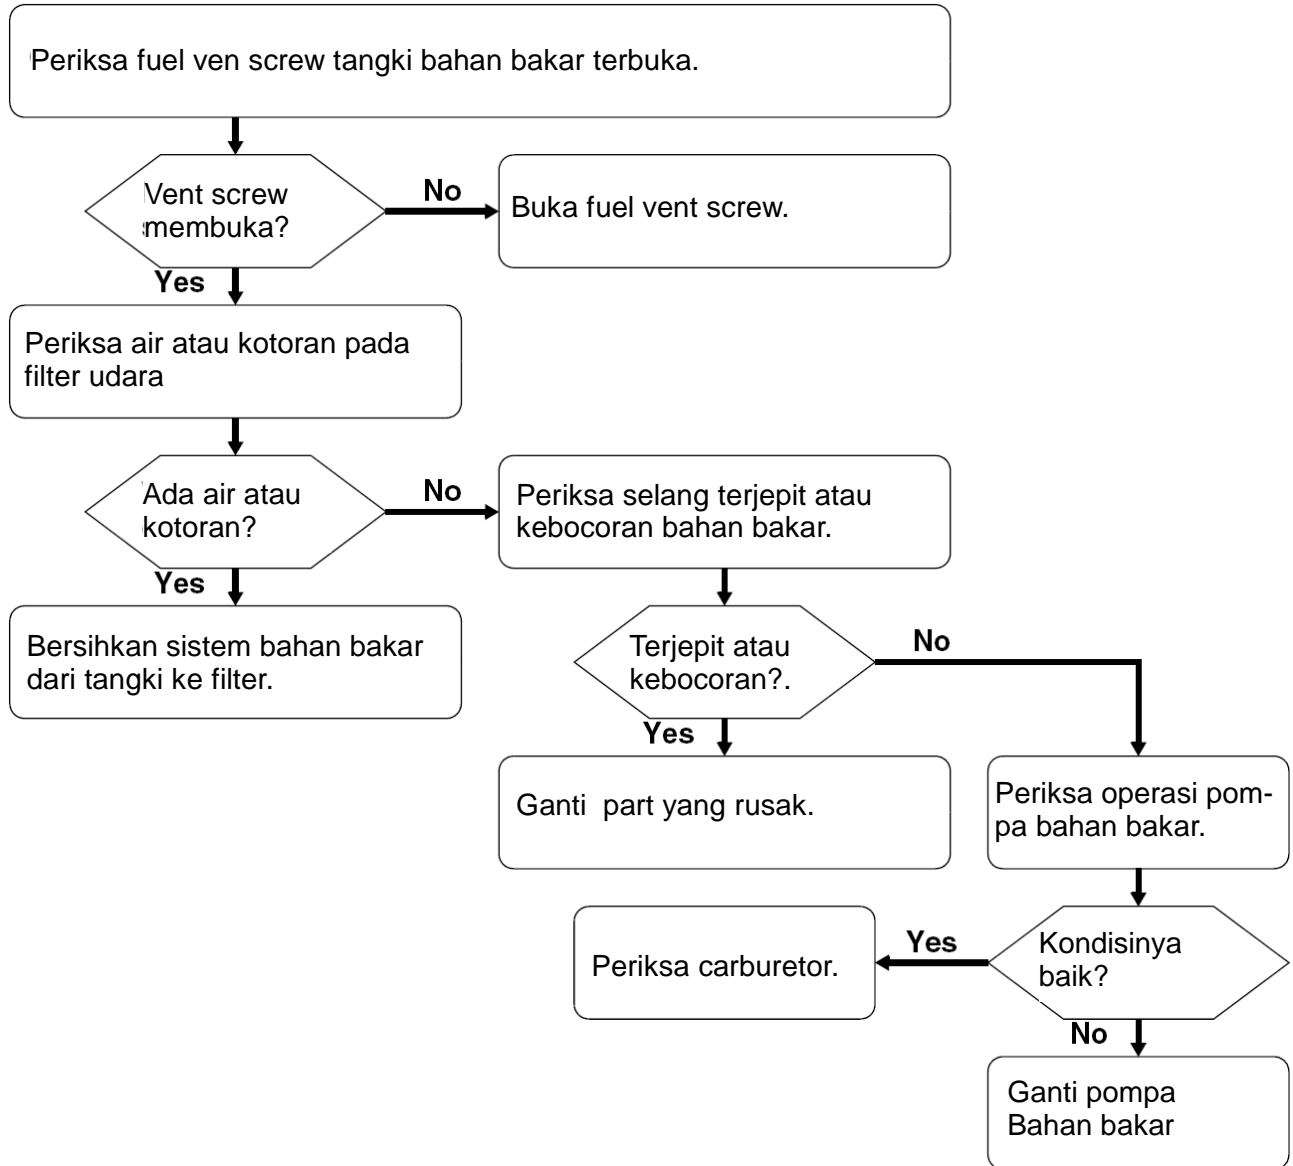 Periksa fuel ven screw tangki bahan bakar terbuka.
Vent screw
membuka?
No
Buka fuel vent screw.
Yes
Periksa air atau kotoran pada
filter udara
Ada air atau
kotoran?
No
Periksa selang terjepit atau
kebocoran bahan bakar.
Yes
Bersihkan sistem bahan bakar
dari tangki ke filter.
Terjepit atau
kebocoran?.
No
Yes
Ganti  part yang rusak.
Periksa operasi pom-
pa bahan bakar.
Kondisinya
baik?
Yes
Periksa carburetor.
No
Ganti pompa
Bahan bakar